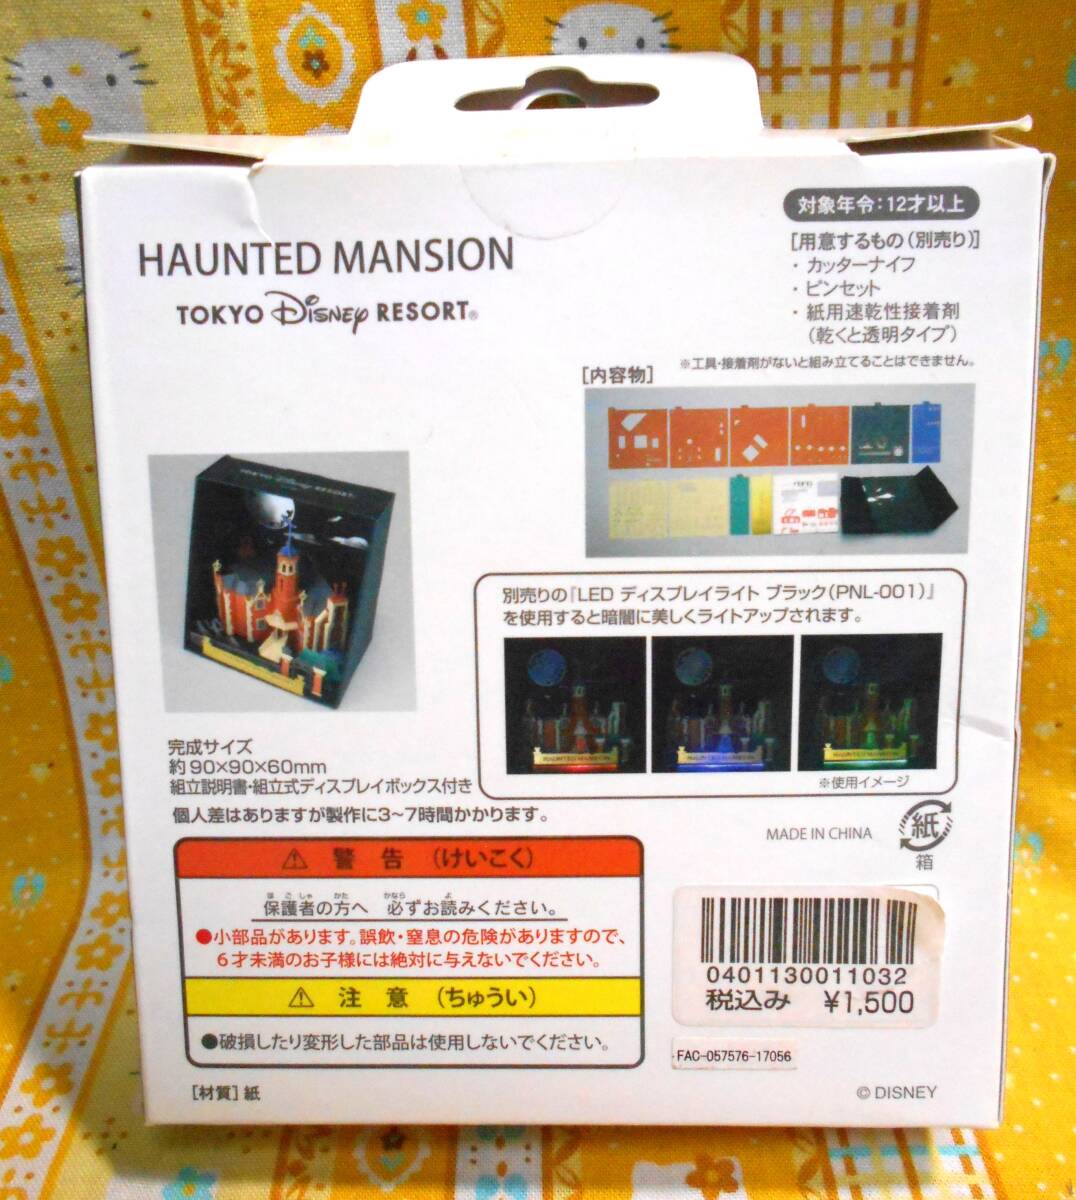 HAUNTED MANSION
TOKYO Disney RESORT®
対象年令：12才以上
[用意するもの(別売り)]
・カッターナイフ
・ピンセット
・紙用速乾性接着剤
(乾くと透明タイプ)
※工具・接着剤がないと組み立てることはできません。
[内容物]
TOKYO Disney RESORT
別売りの『LED ディスプレイライト ブラック(PNL-001)』
を使用すると暗闇に美しくライトアップされます。
HAUNTED MANSION
HAUNTED MANSION
HAUNTED MANSION
※使用イメージ
完成サイズ
約90×90×60mm
組立説明書・組立式ディスプレイボックス付き
個人差はありますが製作に3~7時間かかります。
MADE IN CHINA
紙
箱
⚠ 警告 (けいこく)
保護者の方へ 必ずお読みください。
●小部品があります。誤飲・窒息の危険がありますので、
6才未満のお子様には絶対に与えないでください。
⚠ 注意 (ちゅうい)
●破損したり変形した部品は使用しないでください。
[材質]紙
0401130011032
税込み ¥1,500
FAC-057576-17056
© DISNEY